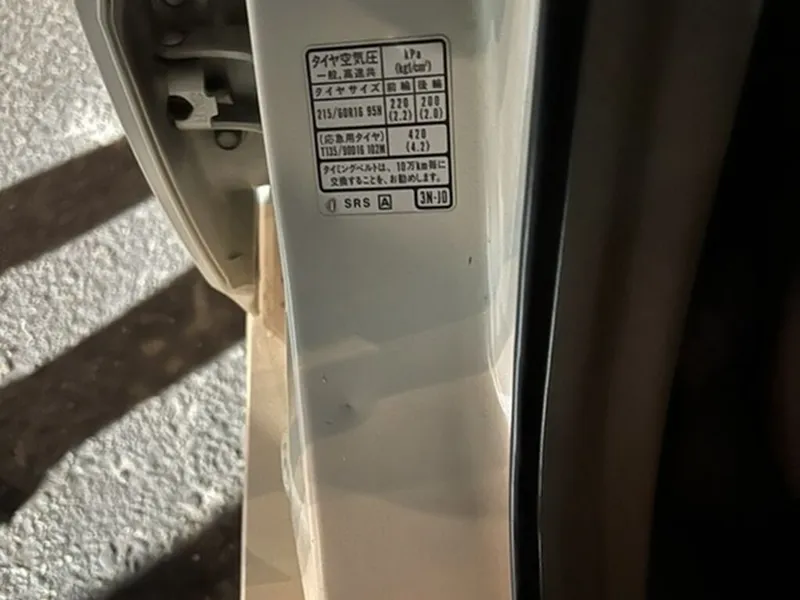 タイヤ空気圧 kPa
一般,高速共 (kgf/cm²)
タイヤサイズ 前輪 後輪
215/60R16 95H 220 200
(2.2) (2.0)
(応急用タイヤ) 420
T135/90D16 102M (4.2)
タイミングベルトは、10万km毎に
交換することを、お勧めします。
SRS A 3N-J0